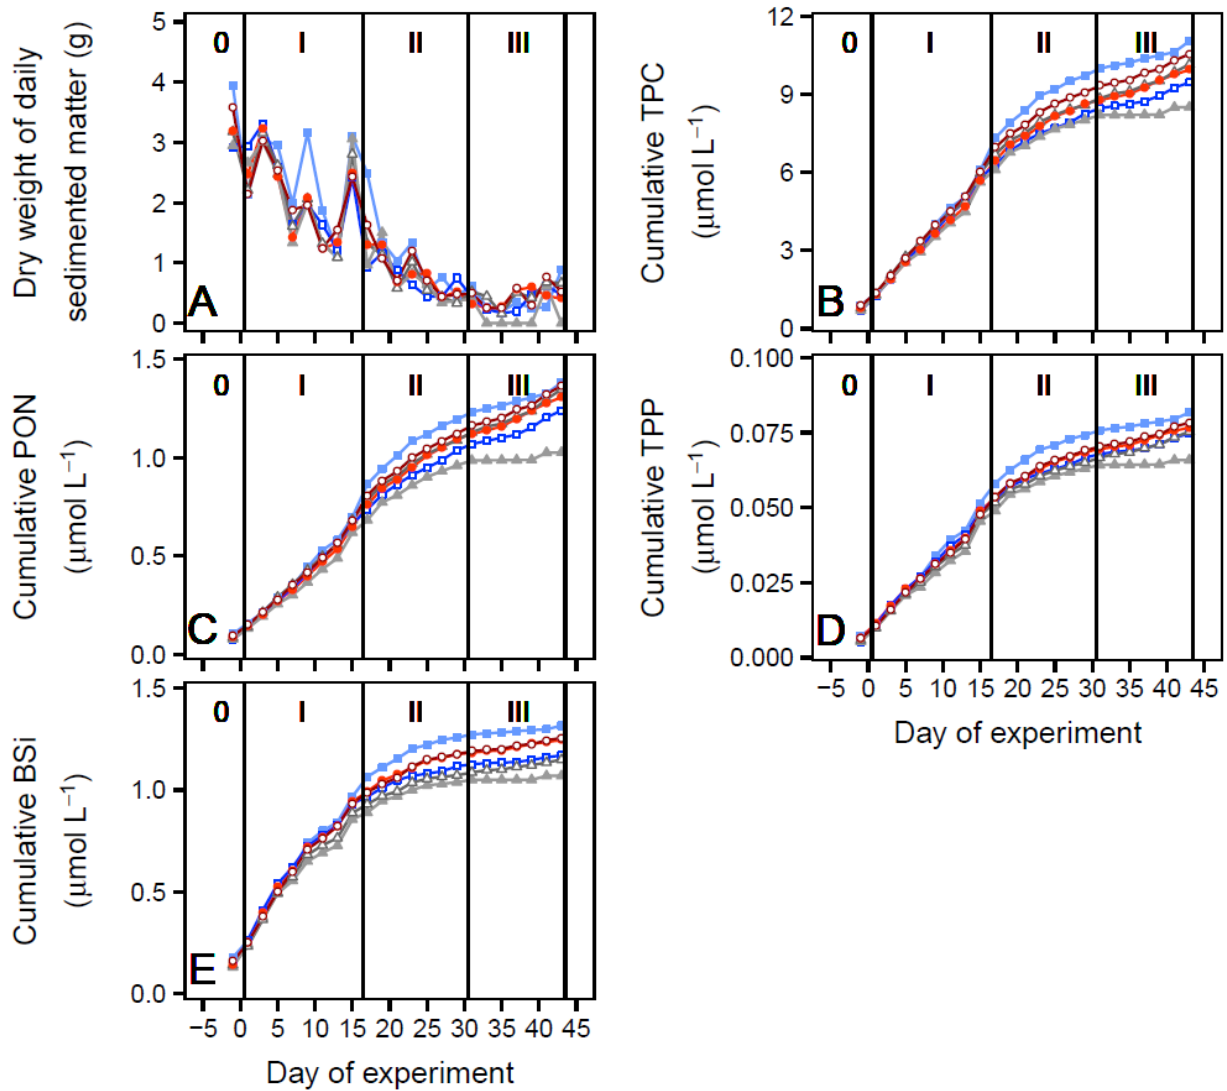 Dry weight of daily
sedimented matter (g)
5
4
3
2
1
0
0 I II III
A
Cumulative TPC
(μmol L⁻¹)
12
9
6
3
0
0 I II III
B
Cumulative PON
(μmol L⁻¹)
1.5
1.0
0.5
0.0
0 I II III
C
Cumulative TPP
(μmol L⁻¹)
0.100
0.075
0.050
0.025
0.000
0 I II III
D
−5 0 5 10 15 20 25 30 35 40 45
Day of experiment
Cumulative BSi
(μmol L⁻¹)
1.5
1.0
0.5
0.0
0 I II III
E
−5 0 5 10 15 20 25 30 35 40 45
Day of experiment